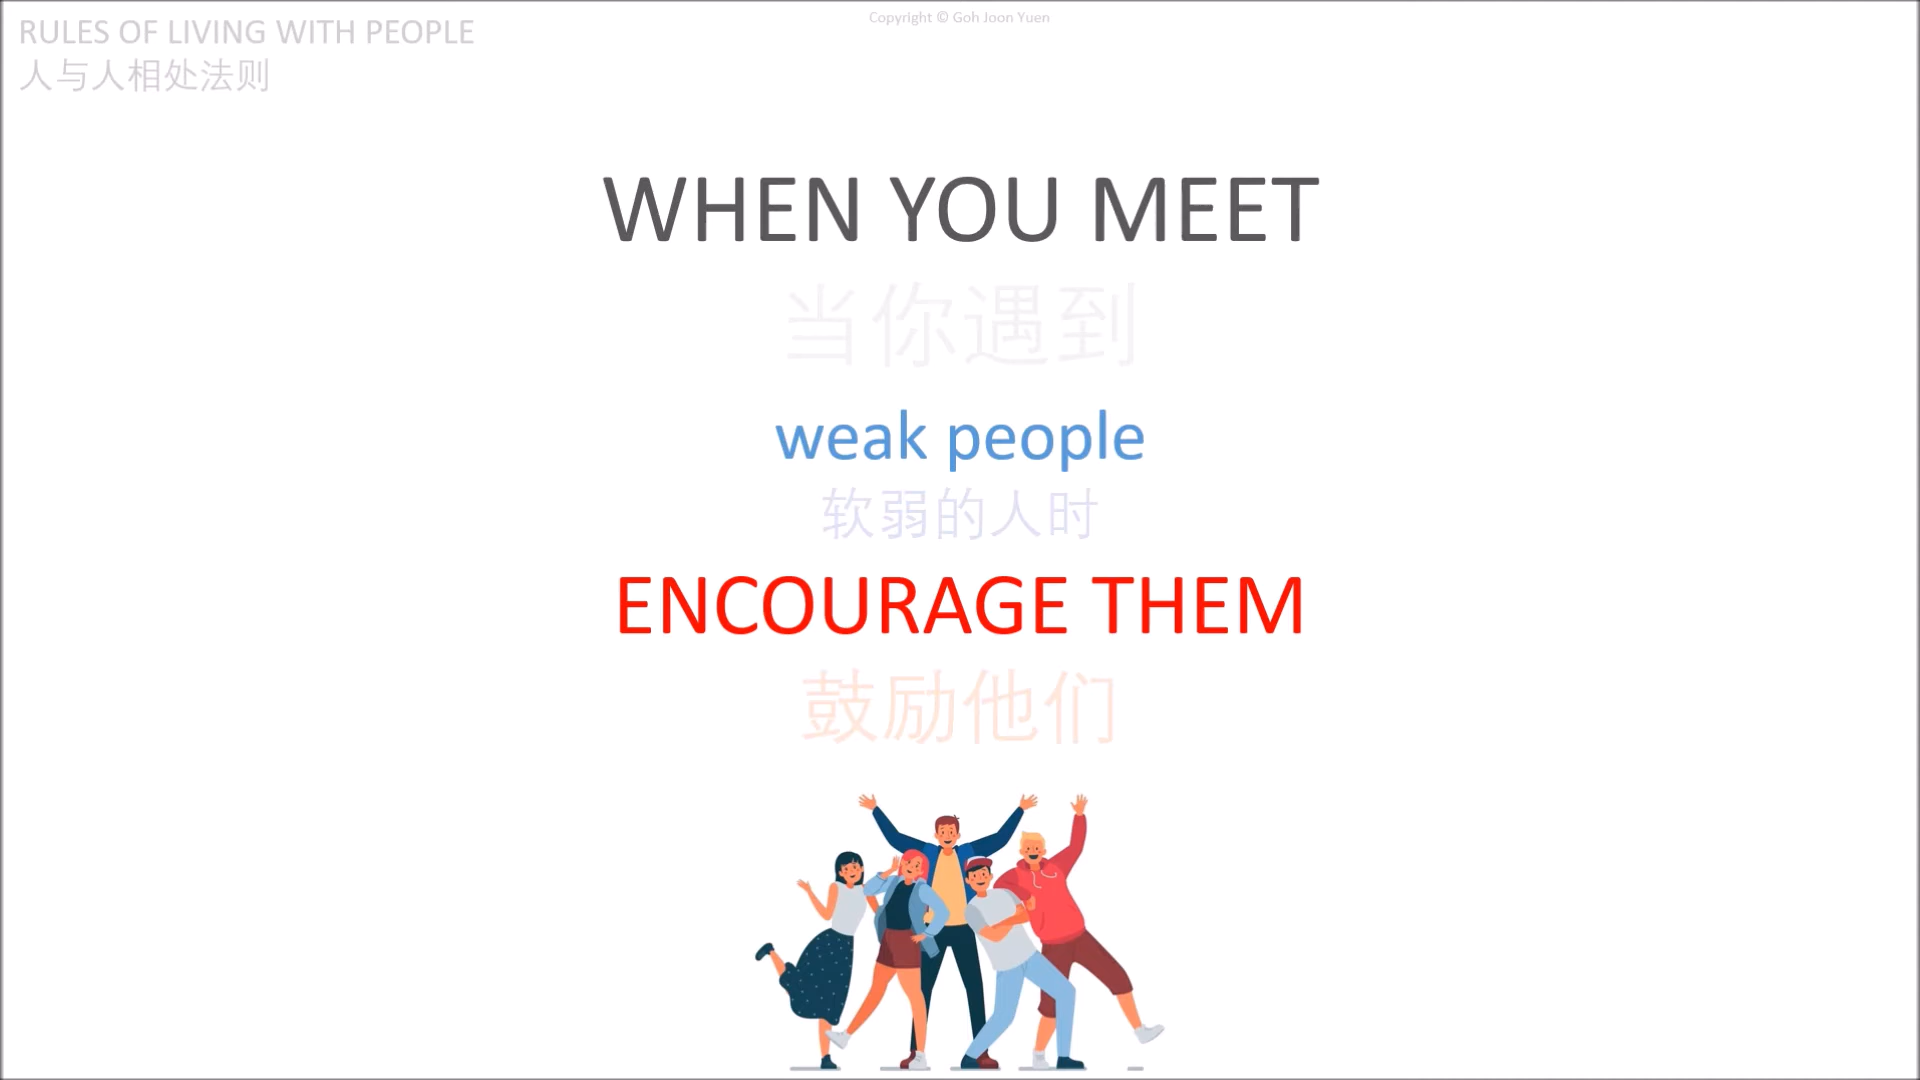 RULES OF LIVING WITH PEOPLE
人与人相处法则
Copyright © Goh Joon Yuen
WHEN YOU MEET
当你遇到
weak people
软弱的人时
ENCOURAGE THEM
鼓励他们